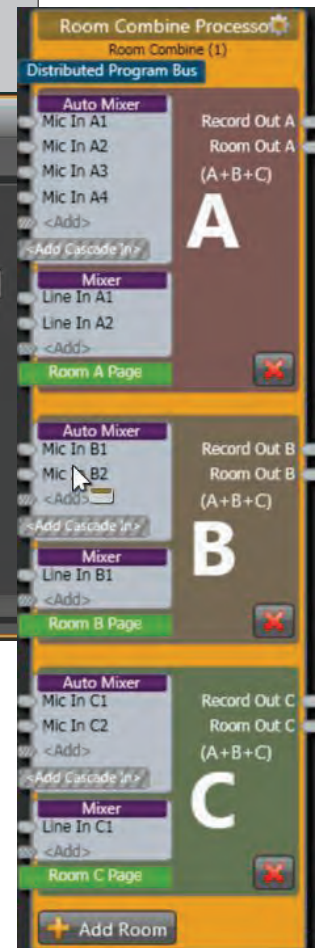 Room Combine Processo
Room Combine (1)
Distributed Program Bus
Auto Mixer
Mic In A1
Record Out A
Mic In A2
Room Out A
Mic In A3
(A+B+C)
Mic In A4
A
<Add>
<Add Cascade In>
Mixer
Line In A1
Line In A2
<Add>
Room A Page
Auto Mixer
Mic In B1
Record Out B
Mic B2
Room Out B
<Add>
(A+B+C)
<Add Cascade In>
B
Mixer
Line In B1
<Add>
Room B Page
Auto Mixer
Mic In C1
Record Out C
Mic In C2
Room Out C
<Add>
(A+B+C)
<Add Cascade In>
C
Mixer
Line In C1
<Add>
Room C Page
Add Room